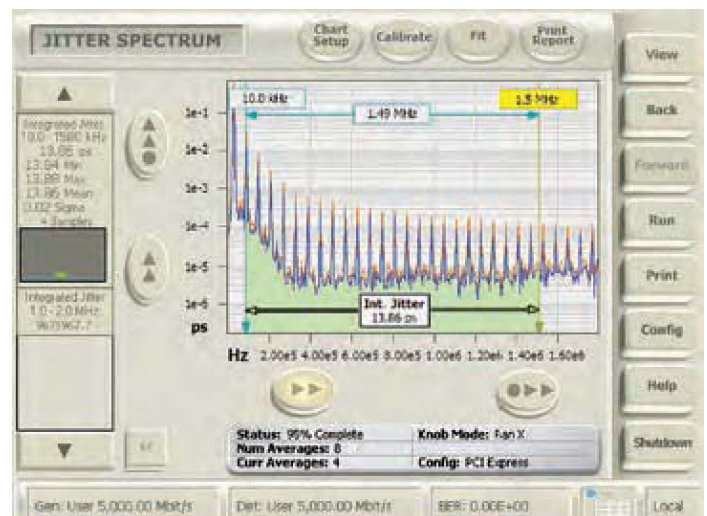 JITTER SPECTRUM
Chart Setup
Calibrate
Fit
Print Report
View
Back
Forward
Run
Print
Config
Help
Shutdown
Integrated Jitter
13.86 ps
13.84 Min
13.88 Max
13.86 Mean
0.02 Sigma
4 Samples
Integrated Jitter
1.0-2.0 MHz
10.0 kHz
1.49 MHz
1.5 MHz
1e-1
1e-2
1e-3
1e-4
1e-5
1e-6
ps
Int. Jitter
13.86 ps
Hz 2.00e5 4.00e5 6.00e5 8.00e5 1.00e6 1.20e6 1.40e6 1.60e6
Status: 95% Complete
Num Averages: 8
Curr Averages: 4
Knob Mode: Pan X
Config: PCI Express
Gen: User 5,000.00 Mbit/s
Det: User 5,000.00 Mbit/s
BER: 0.00E+00
Local